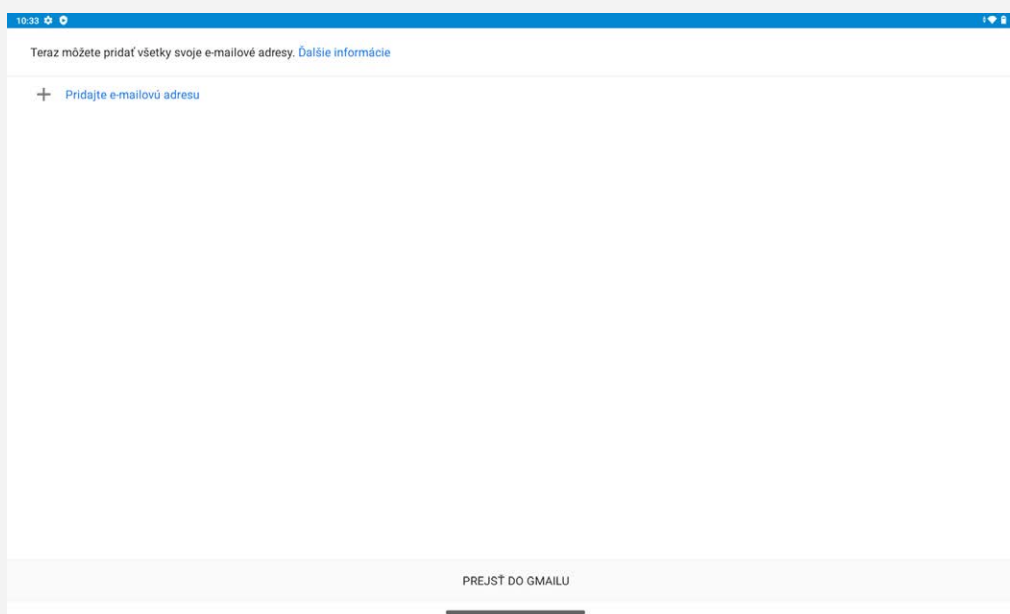 10:33
Teraz môžete pridať všetky svoje e-mailové adresy. Ďalšie informácie
Pridajte e-mailovú adresu
PREJSŤ DO GMAILU